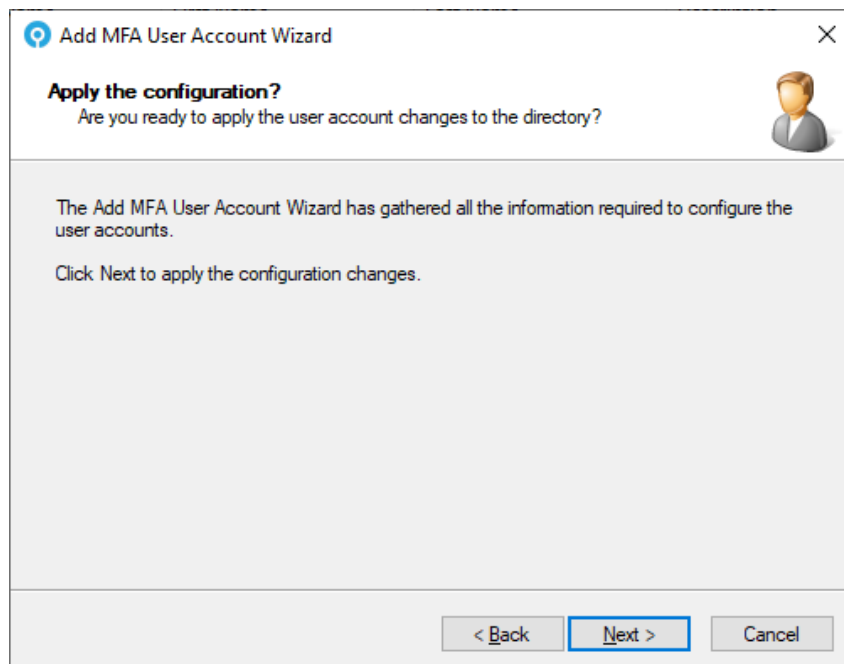 Add MFA User Account Wizard
Apply the configuration?
Are you ready to apply the user account changes to the directory?
The Add MFA User Account Wizard has gathered all the information required to configure the
user accounts.
Click Next to apply the configuration changes.
< Back Next > Cancel